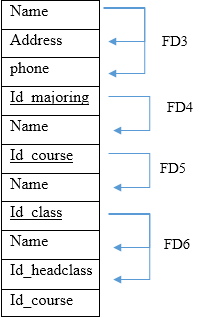 Name
Address
phone
Id_majoring
Name
Id_course
Name
Id_class
Name
Id_headclass
Id_course
FD3
FD4
FD5
FD6